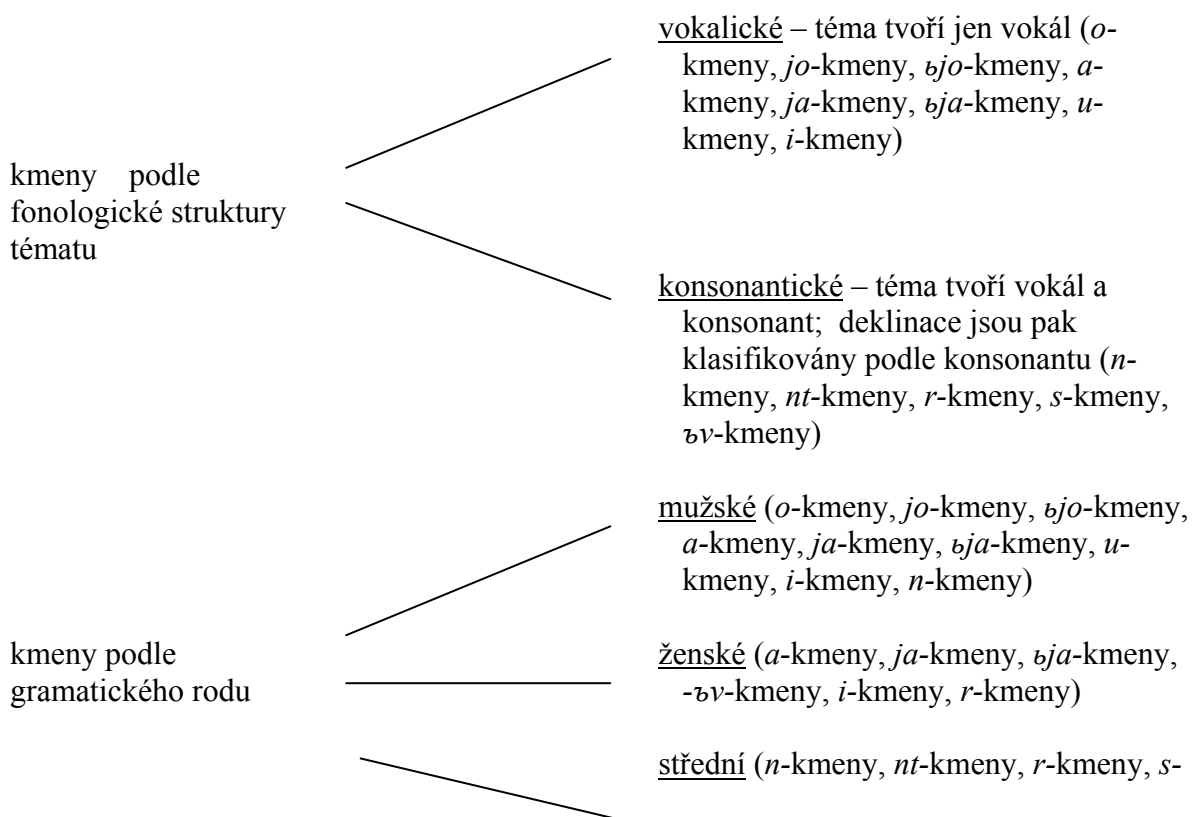 vokalické – téma tvoří jen vokál (o-
kmeny, jo-kmeny, ьjo-kmeny, a-
kmeny, ja-kmeny, ьja-kmeny, u-
kmeny, i-kmeny)
kmeny podle
fonologické struktury
tématu
konsonantické – téma tvoří vokál a
konsonant; deklinace jsou pak
klasifikovány podle konsonantu (n-
kmeny, nt-kmeny, r-kmeny, s-kmeny,
ъv-kmeny)
mužské (o-kmeny, jo-kmeny, ьjo-kmeny,
a-kmeny, ja-kmeny, ьja-kmeny, u-
kmeny, i-kmeny, n-kmeny)
kmeny podle
gramatického rodu
ženské (a-kmeny, ja-kmeny, ьja-kmeny,
-ъv-kmeny, i-kmeny, r-kmeny)
střední (n-kmeny, nt-kmeny, r-kmeny, s-